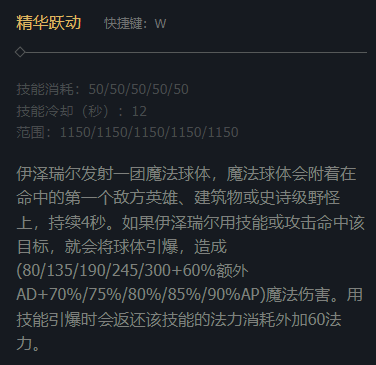 精华跃动 快捷键：W
技能消耗：50/50/50/50/50
技能冷却（秒）：12
范围：1150/1150/1150/1150/1150
伊泽瑞尔发射一团魔法球体，魔法球体会附着在
命中的第一个敌方英雄、建筑物或史诗级野怪
上，持续4秒。如果伊泽瑞尔用技能或攻击命中该
目标，就会将球体引爆，造成
(80/135/190/245/300+60%额外
AD+70%/75%/80%/85%/90%AP)魔法伤害。用
技能引爆时会返还该技能的法力消耗外加60法
力。